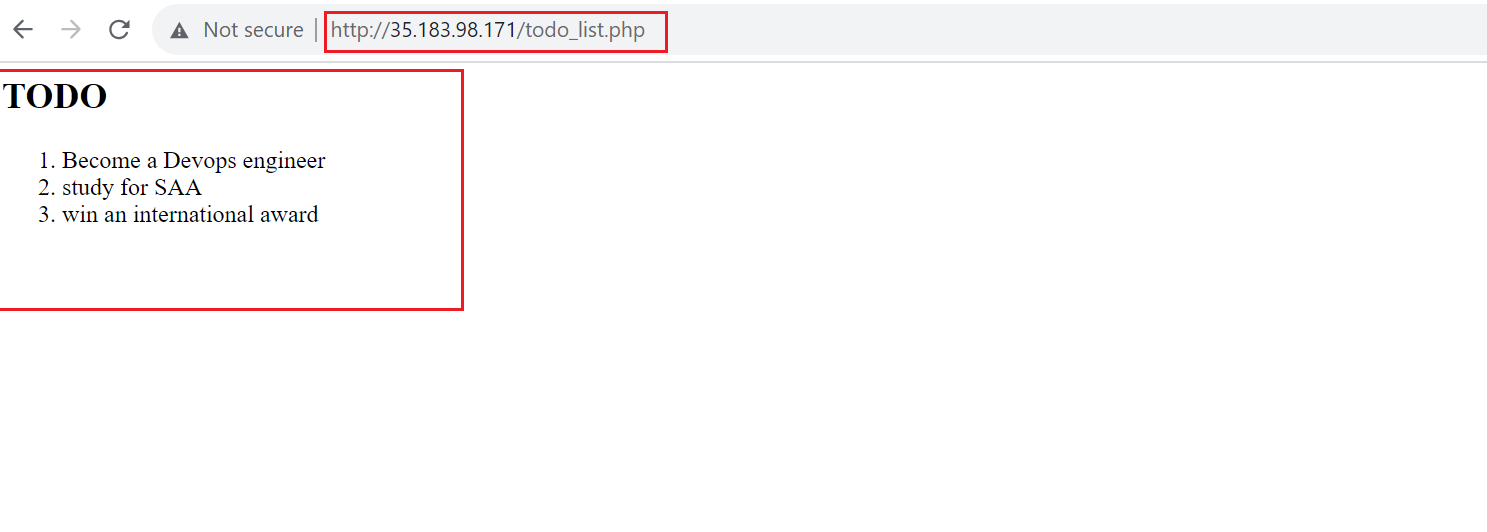 Not secure | http://35.183.98.171/todo_list.php
TODO
1. Become a Devops engineer
2. study for SAA
3. win an international award